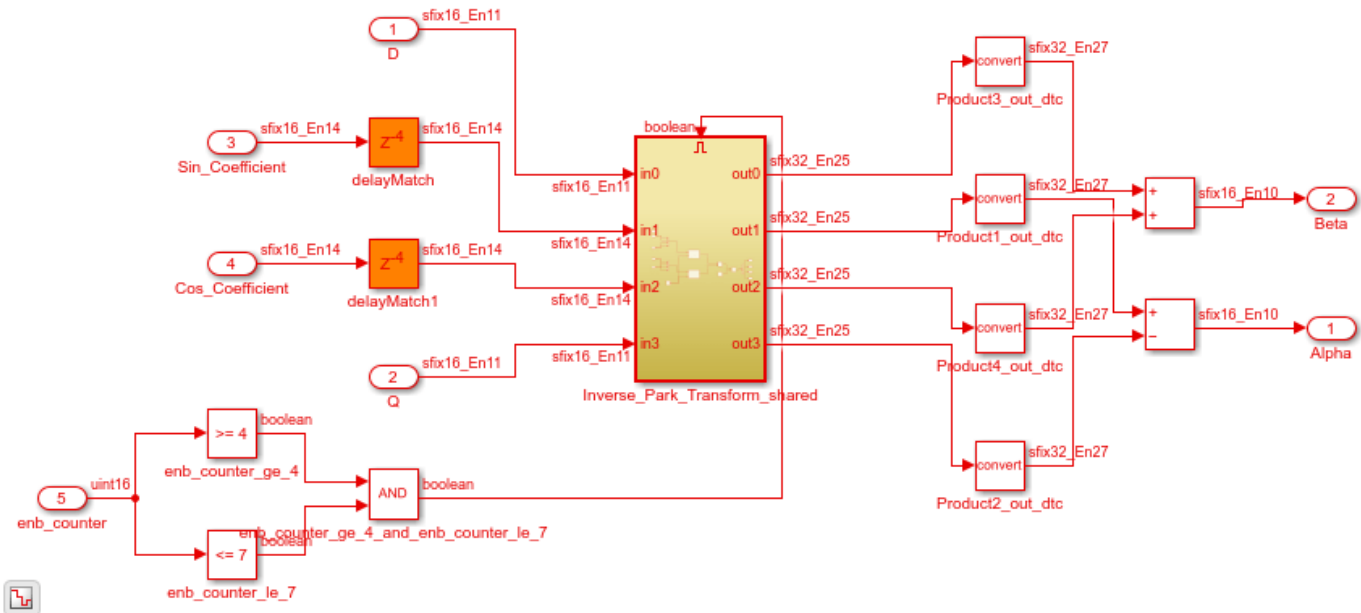 sfix16_En11
1
D
sfix16_En14
sfix16_En14
3
Z-4
Sin_Coefficient
delayMatch
sfix16_En14
sfix16_En14
4
Z-4
Cos_Coefficient
delayMatch1
sfix16_En11
2
Q
boolean
sfix16_En11
in0
out0
sfix32_En25
sfix16_En14
in1
out1
sfix32_En25
sfix16_En14
in2
out2
sfix32_En25
sfix16_En11
in3
out3
sfix32_En25
Inverse_Park_Transform_shared
convert
sfix32_En27
Product3_out_dtc
convert
sfix32_En27
Product1_out_dtc
convert
sfix32_En27
Product4_out_dtc
convert
sfix32_En27
Product2_out_dtc
+
+
sfix16_En10
2
Beta
+
−
sfix16_En10
1
Alpha
>= 4
boolean
enb_counter_ge_4
5
uint16
enb_counter
AND
boolean
enb_counter_ge_4_and_enb_counter_le_7
<= 7
boolean
enb_counter_le_7